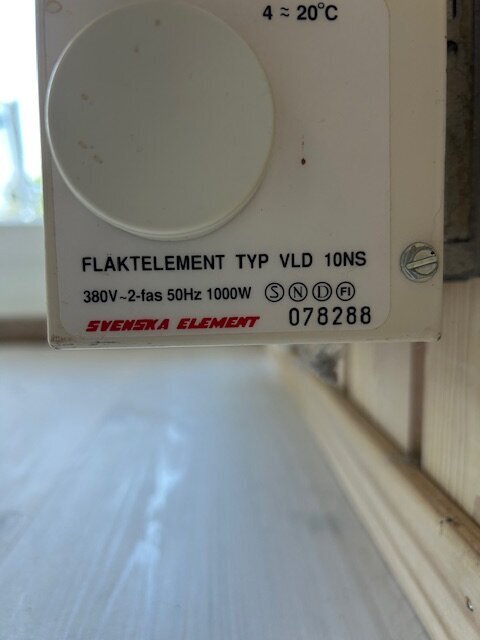 4 ≈ 20°C
FLÄKTELEMENT TYP VLD 10NS
380V~2-fas 50Hz 1000W Ⓢ Ⓝ Ⓓ FI
SVENSKA ELEMENT 078288